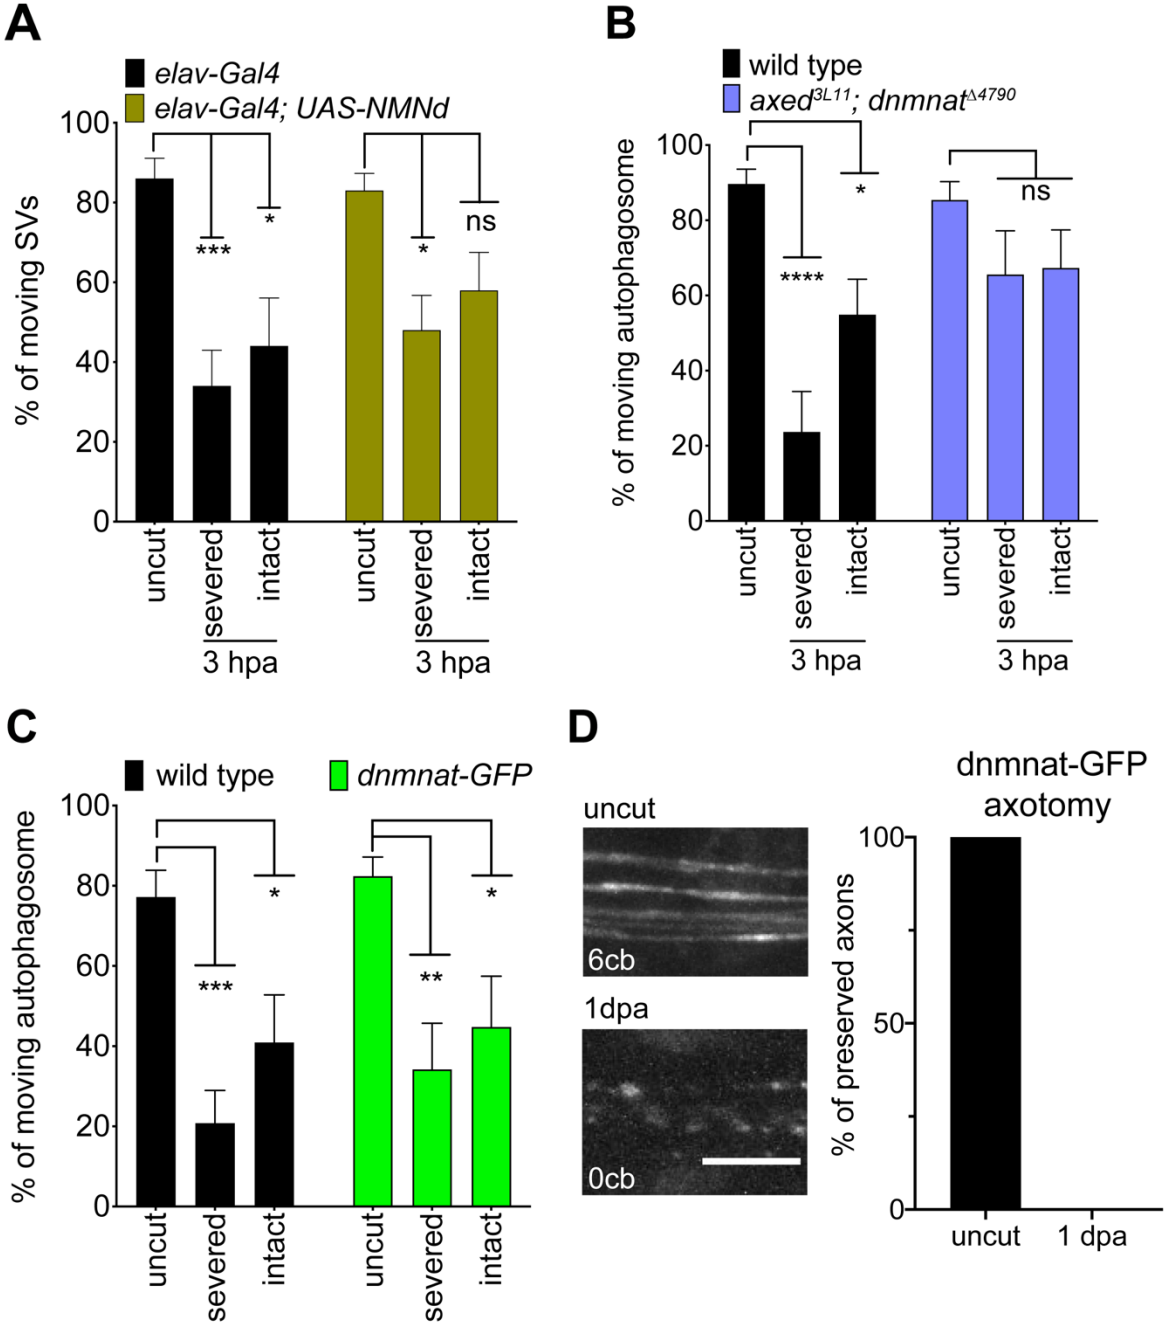 A
elav-Gal4
elav-Gal4; UAS-NMNd
% of moving SVs
100
80
60
40
20
0
***
*
*
ns
uncut
severed
intact
uncut
severed
intact
3 hpa
3 hpa
B
wild type
axed3L11; dnmnatΔ4790
% of moving autophagosome
100
80
60
40
20
0
****
*
ns
uncut
severed
intact
uncut
severed
intact
3 hpa
3 hpa
C
wild type
dnmnat-GFP
% of moving autophagosome
100
80
60
40
20
0
***
*
**
*
uncut
severed
intact
uncut
severed
intact
D
uncut
6cb
1dpa
0cb
dnmnat-GFP
axotomy
% of preserved axons
100
50
0
uncut
1 dpa